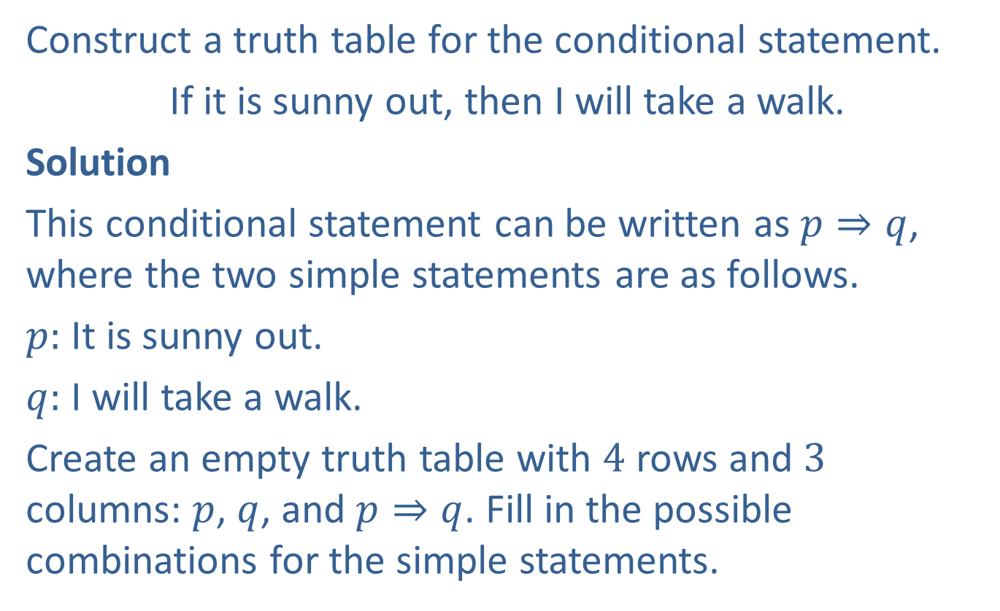 Construct a truth table for the conditional statement.
If it is sunny out, then I will take a walk.
Solution
This conditional statement can be written as p ⇒ q,
where the two simple statements are as follows.
p: It is sunny out.
q: I will take a walk.
Create an empty truth table with 4 rows and 3
columns: p, q, and p ⇒ q. Fill in the possible
combinations for the simple statements.